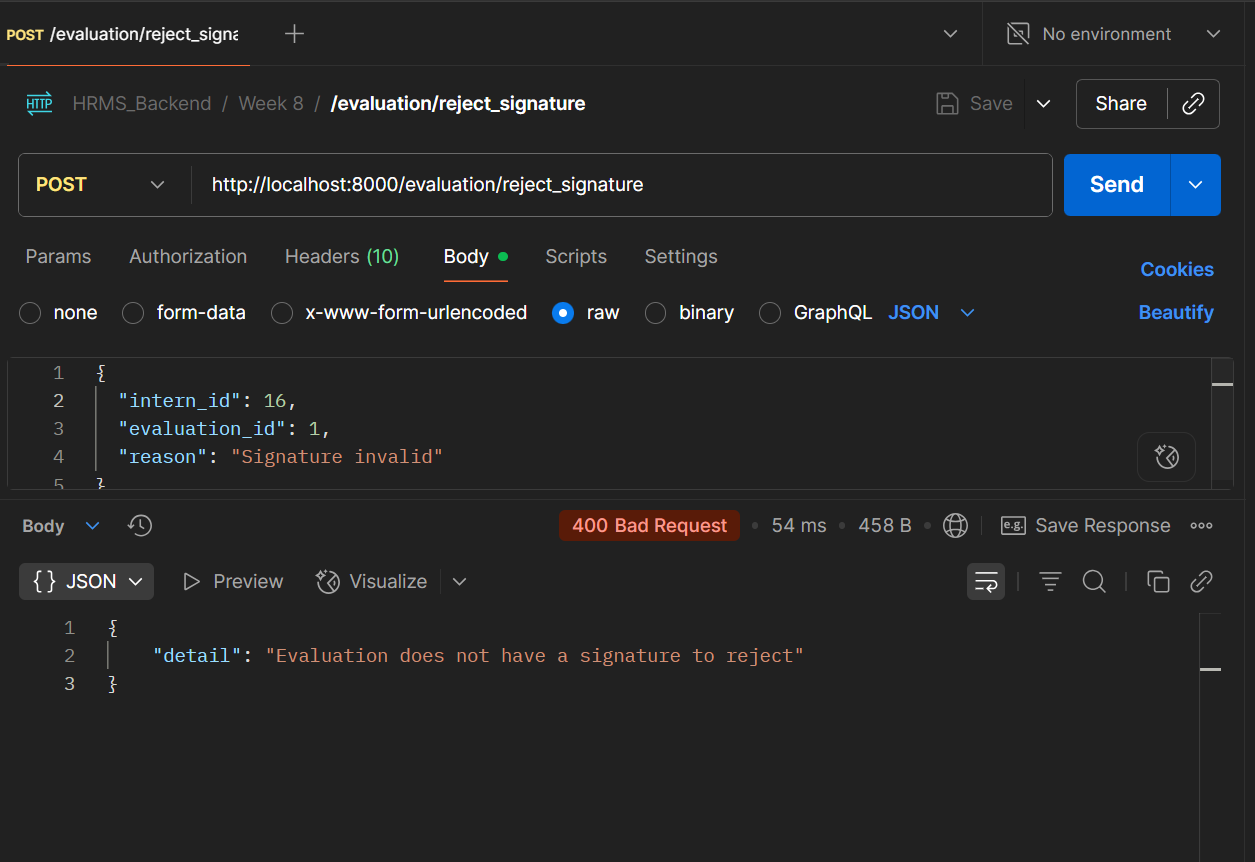 POST /evaluation/reject_signa
No environment
HTTP HRMS_Backend / Week 8 / /evaluation/reject_signature
Save
Share
POST http://localhost:8000/evaluation/reject_signature
Send
Params Authorization Headers (10) Body Scripts Settings
Cookies
none form-data x-www-form-urlencoded raw binary GraphQL JSON
Beautify
1 {
2 "intern_id": 16,
3 "evaluation_id": 1,
4 "reason": "Signature invalid"
5 }
Body 400 Bad Request • 54 ms • 458 B • e.g. Save Response
{ } JSON Preview Visualize
1 {
2 "detail": "Evaluation does not have a signature to reject"
3 }